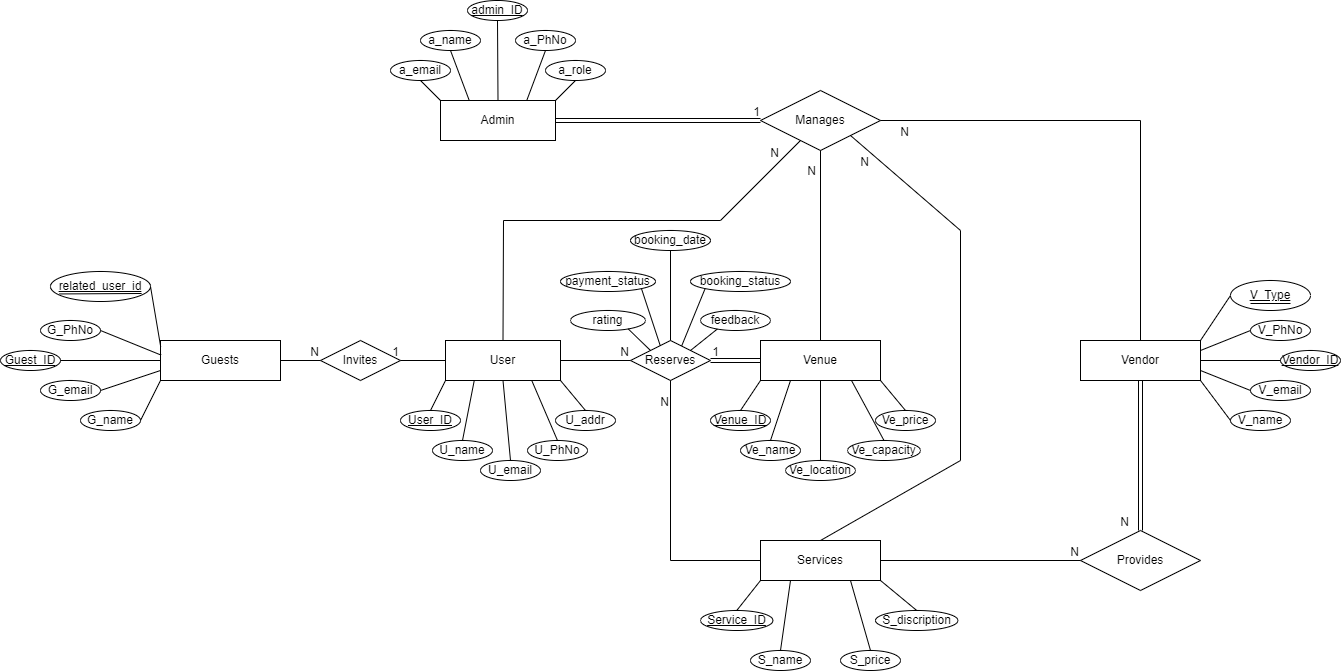 admin_ID
a_name
a_PhNo
a_email
a_role
Admin
1
Manages
N
N
N
N
booking_date
payment_status
booking_status
related_user_id
V_Type
rating
feedback
G_PhNo
V_PhNo
Guests
N
Invites
1
User
N
Reserves
1
Venue
Vendor
Guest_ID
Vendor_ID
G_email
V_email
N
G_name
User_ID
U_addr
Venue_ID
Ve_price
V_name
U_name
U_PhNo
Ve_name
Ve_capacity
U_email
Ve_location
N
N
Services
Provides
Service_ID
S_discription
S_name
S_price